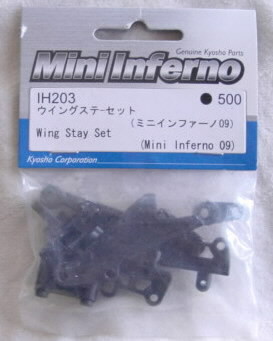 Genuine Kyosho Parts
Mini Inferno
IH203 ● 500
ウイングステーセット
(ミニインファーノ09)
Wing Stay Set
(Mini Inferno 09)
Kyosho Corporation